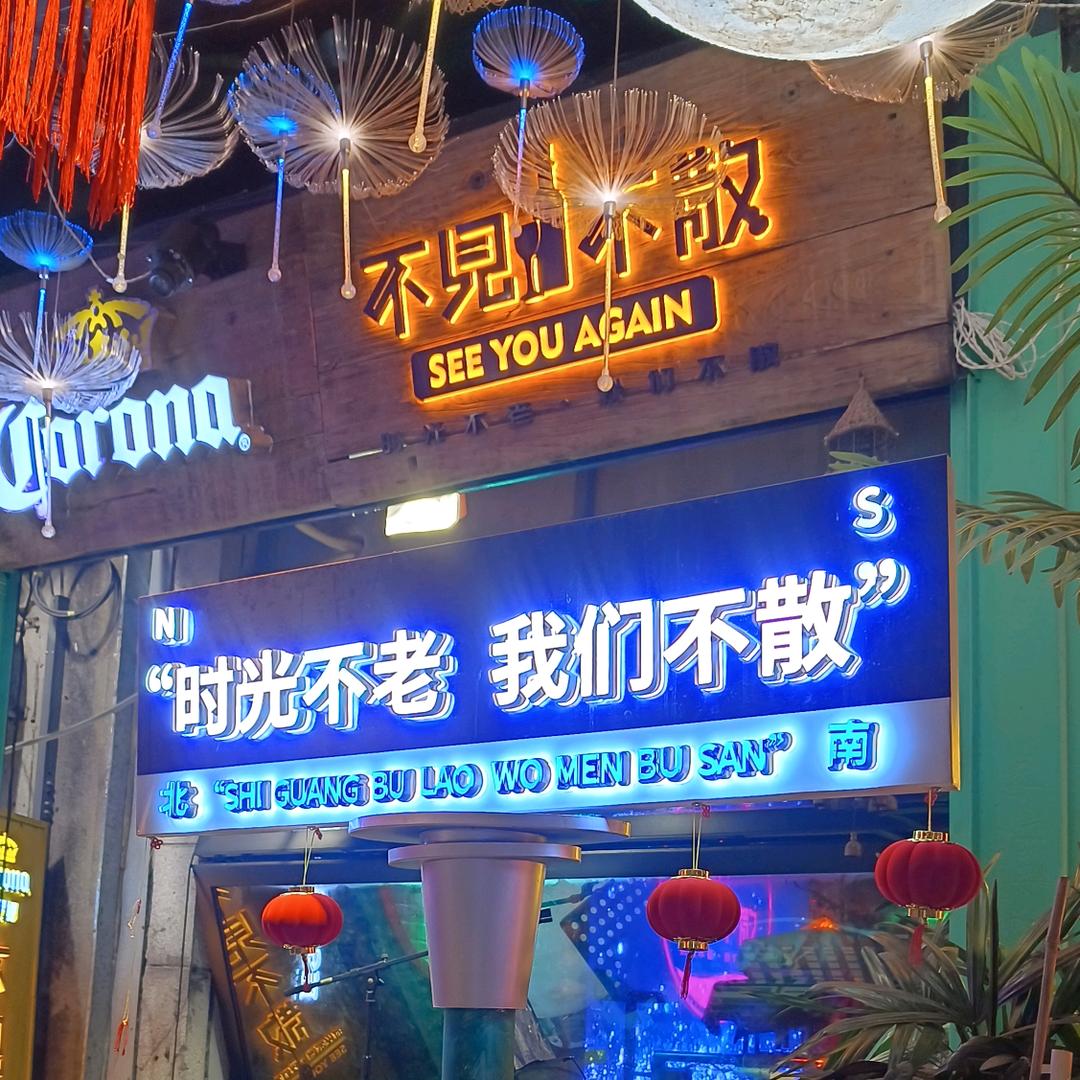 不見不散
SEE YOU AGAIN
Corona®
N
S
“时光不老 我们不散”
北 “SHI GUANG BU LAO WO MEN BU SAN” 南